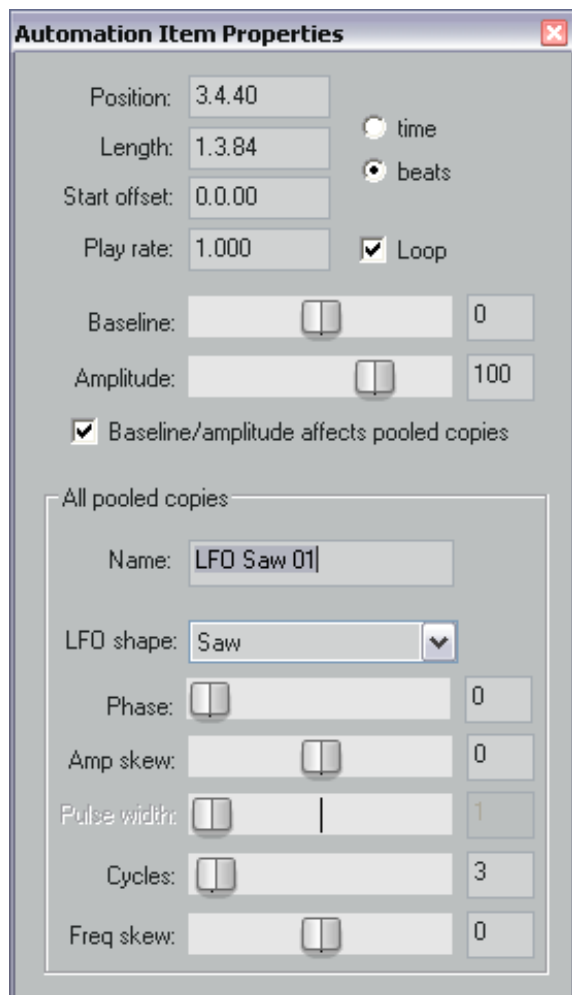 Automation Item Properties
Position: 3.4.40
time
Length: 1.3.84
beats
Start offset: 0.0.00
Play rate: 1.000
Loop
Baseline: 0
Amplitude: 100
Baseline/amplitude affects pooled copies
All pooled copies
Name: LFO Saw 01
LFO shape: Saw
Phase: 0
Amp skew: 0
Pulse width: 1
Cycles: 3
Freq skew: 0